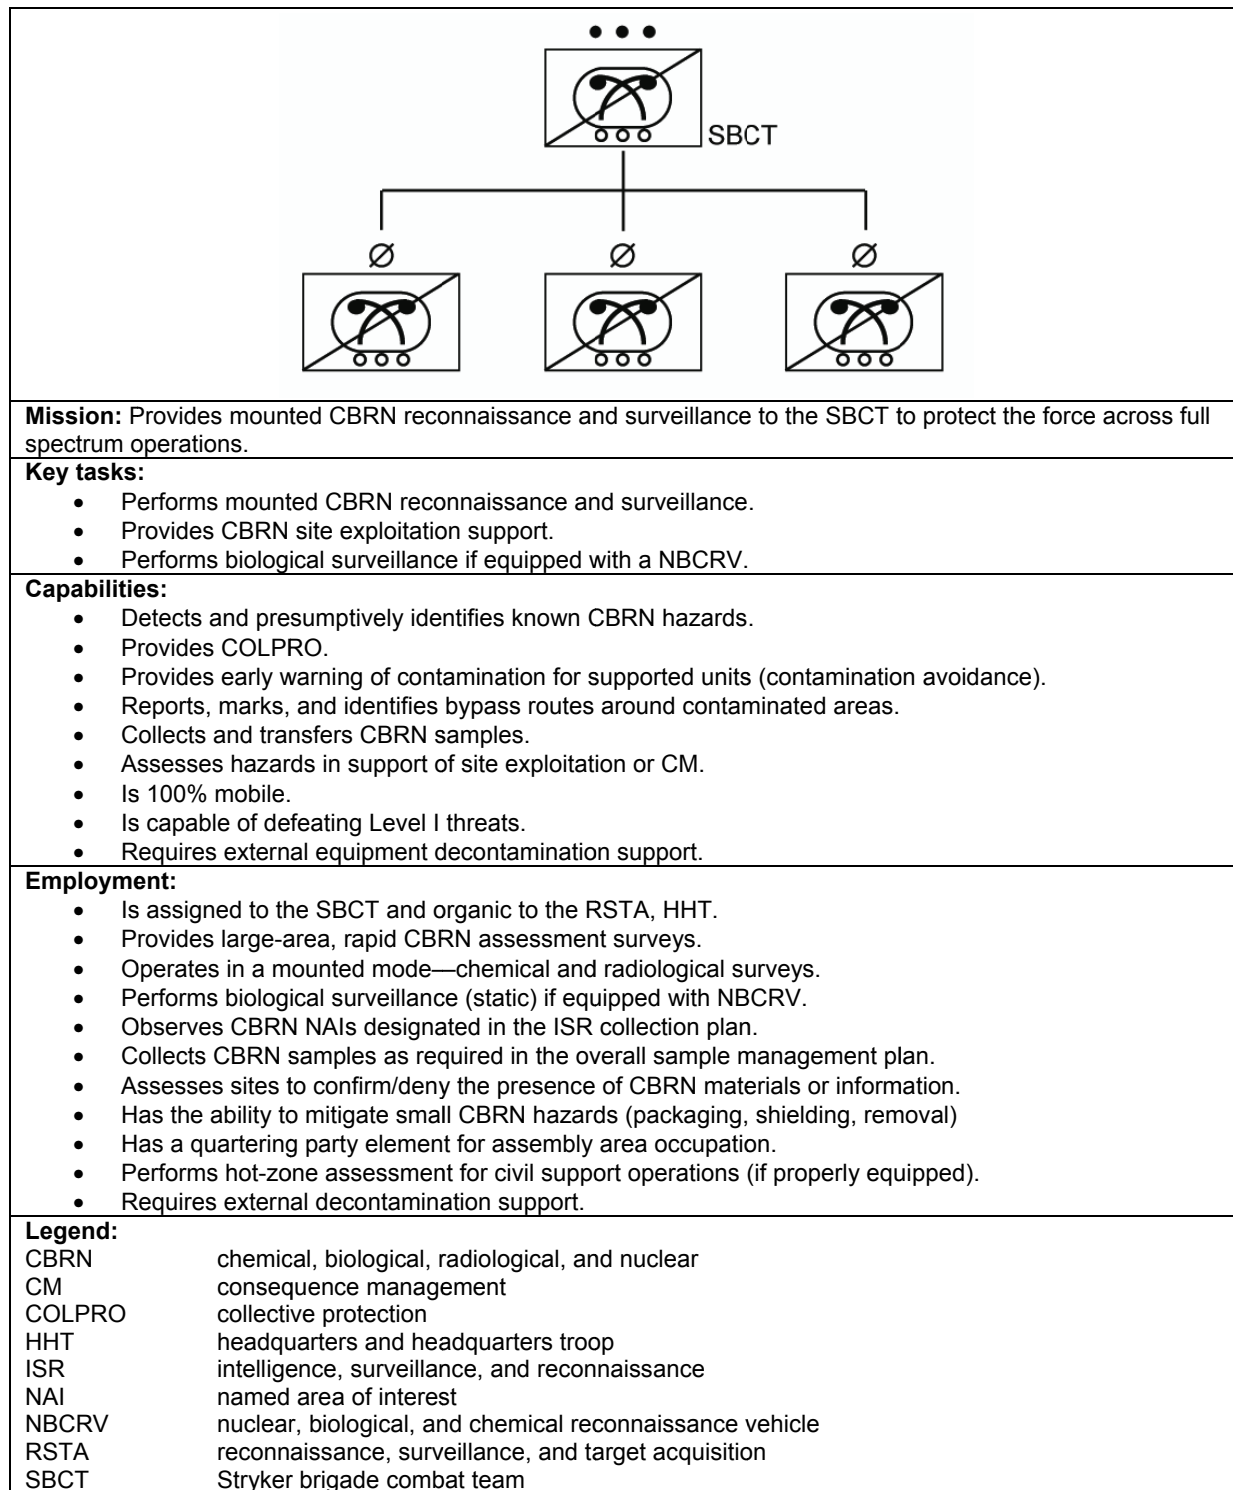 SBCT
Mission: Provides mounted CBRN reconnaissance and surveillance to the SBCT to protect the force across full
spectrum operations.
Key tasks:
• Performs mounted CBRN reconnaissance and surveillance.
• Provides CBRN site exploitation support.
• Performs biological surveillance if equipped with a NBCRV.
Capabilities:
• Detects and presumptively identifies known CBRN hazards.
• Provides COLPRO.
• Provides early warning of contamination for supported units (contamination avoidance).
• Reports, marks, and identifies bypass routes around contaminated areas.
• Collects and transfers CBRN samples.
• Assesses hazards in support of site exploitation or CM.
• Is 100% mobile.
• Is capable of defeating Level I threats.
• Requires external equipment decontamination support.
Employment:
• Is assigned to the SBCT and organic to the RSTA, HHT.
• Provides large-area, rapid CBRN assessment surveys.
• Operates in a mounted mode—chemical and radiological surveys.
• Performs biological surveillance (static) if equipped with NBCRV.
• Observes CBRN NAIs designated in the ISR collection plan.
• Collects CBRN samples as required in the overall sample management plan.
• Assesses sites to confirm/deny the presence of CBRN materials or information.
• Has the ability to mitigate small CBRN hazards (packaging, shielding, removal)
• Has a quartering party element for assembly area occupation.
• Performs hot-zone assessment for civil support operations (if properly equipped).
• Requires external decontamination support.
Legend:
CBRN chemical, biological, radiological, and nuclear
CM consequence management
COLPRO collective protection
HHT headquarters and headquarters troop
ISR intelligence, surveillance, and reconnaissance
NAI named area of interest
NBCRV nuclear, biological, and chemical reconnaissance vehicle
RSTA reconnaissance, surveillance, and target acquisition
SBCT Stryker brigade combat team